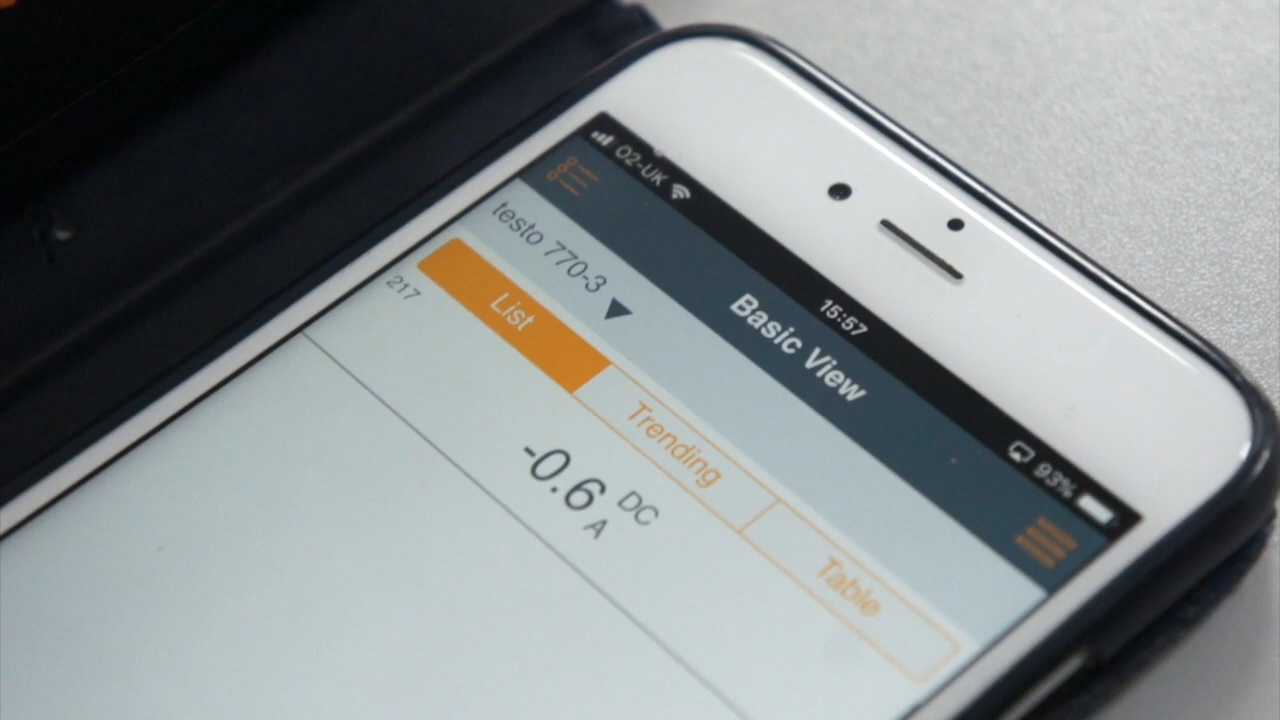 O2-UK 15:57 93%
Basic View
testo 770-3
List Trending Table
217
-0.6 DC
A